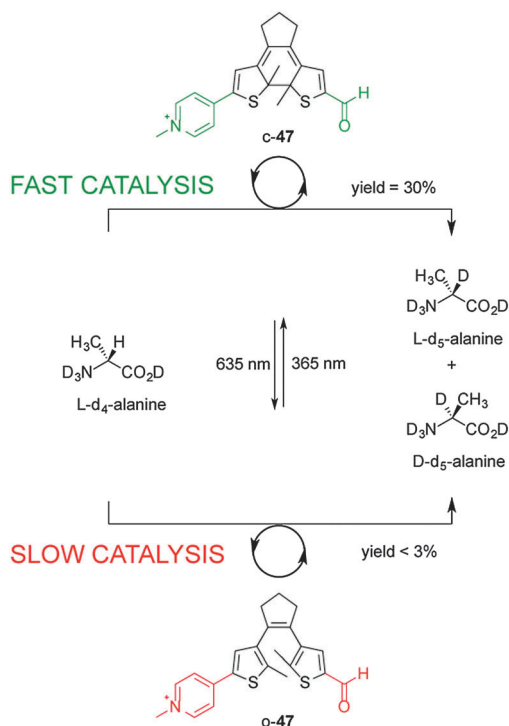 S
S
H
O
N
+
c-47
FAST CATALYSIS
yield = 30%
H₃C D
D₃N CO₂D
L-d₅-alanine
+
H₃C H
D₃N CO₂D
L-d₄-alanine
635 nm
365 nm
D CH₃
D₃N CO₂D
D-d₅-alanine
SLOW CATALYSIS
yield < 3%
S
S
H
O
N
+
o-47